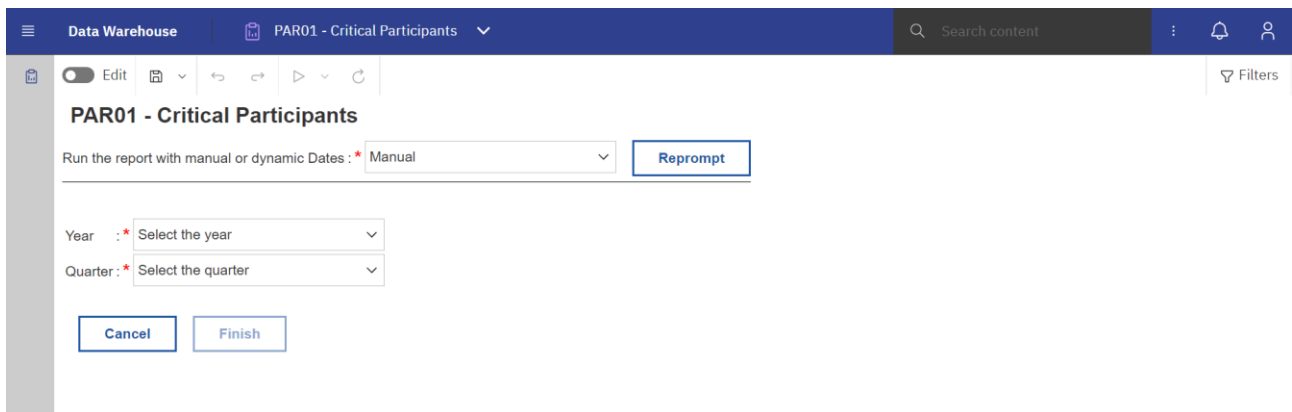 Data Warehouse PAR01 - Critical Participants Search content
Edit Filters
PAR01 - Critical Participants
Run the report with manual or dynamic Dates : * Manual Reprompt
Year : * Select the year
Quarter : * Select the quarter
Cancel Finish